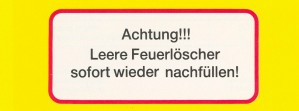 Achtung!!!
Leere Feuerlöscher
sofort wieder nachfüllen!